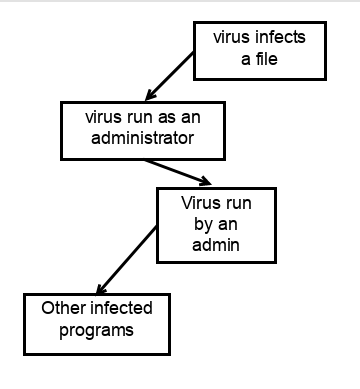 virus infects
a file
virus run as an
administrator
Virus run
by an
admin
Other infected
programs